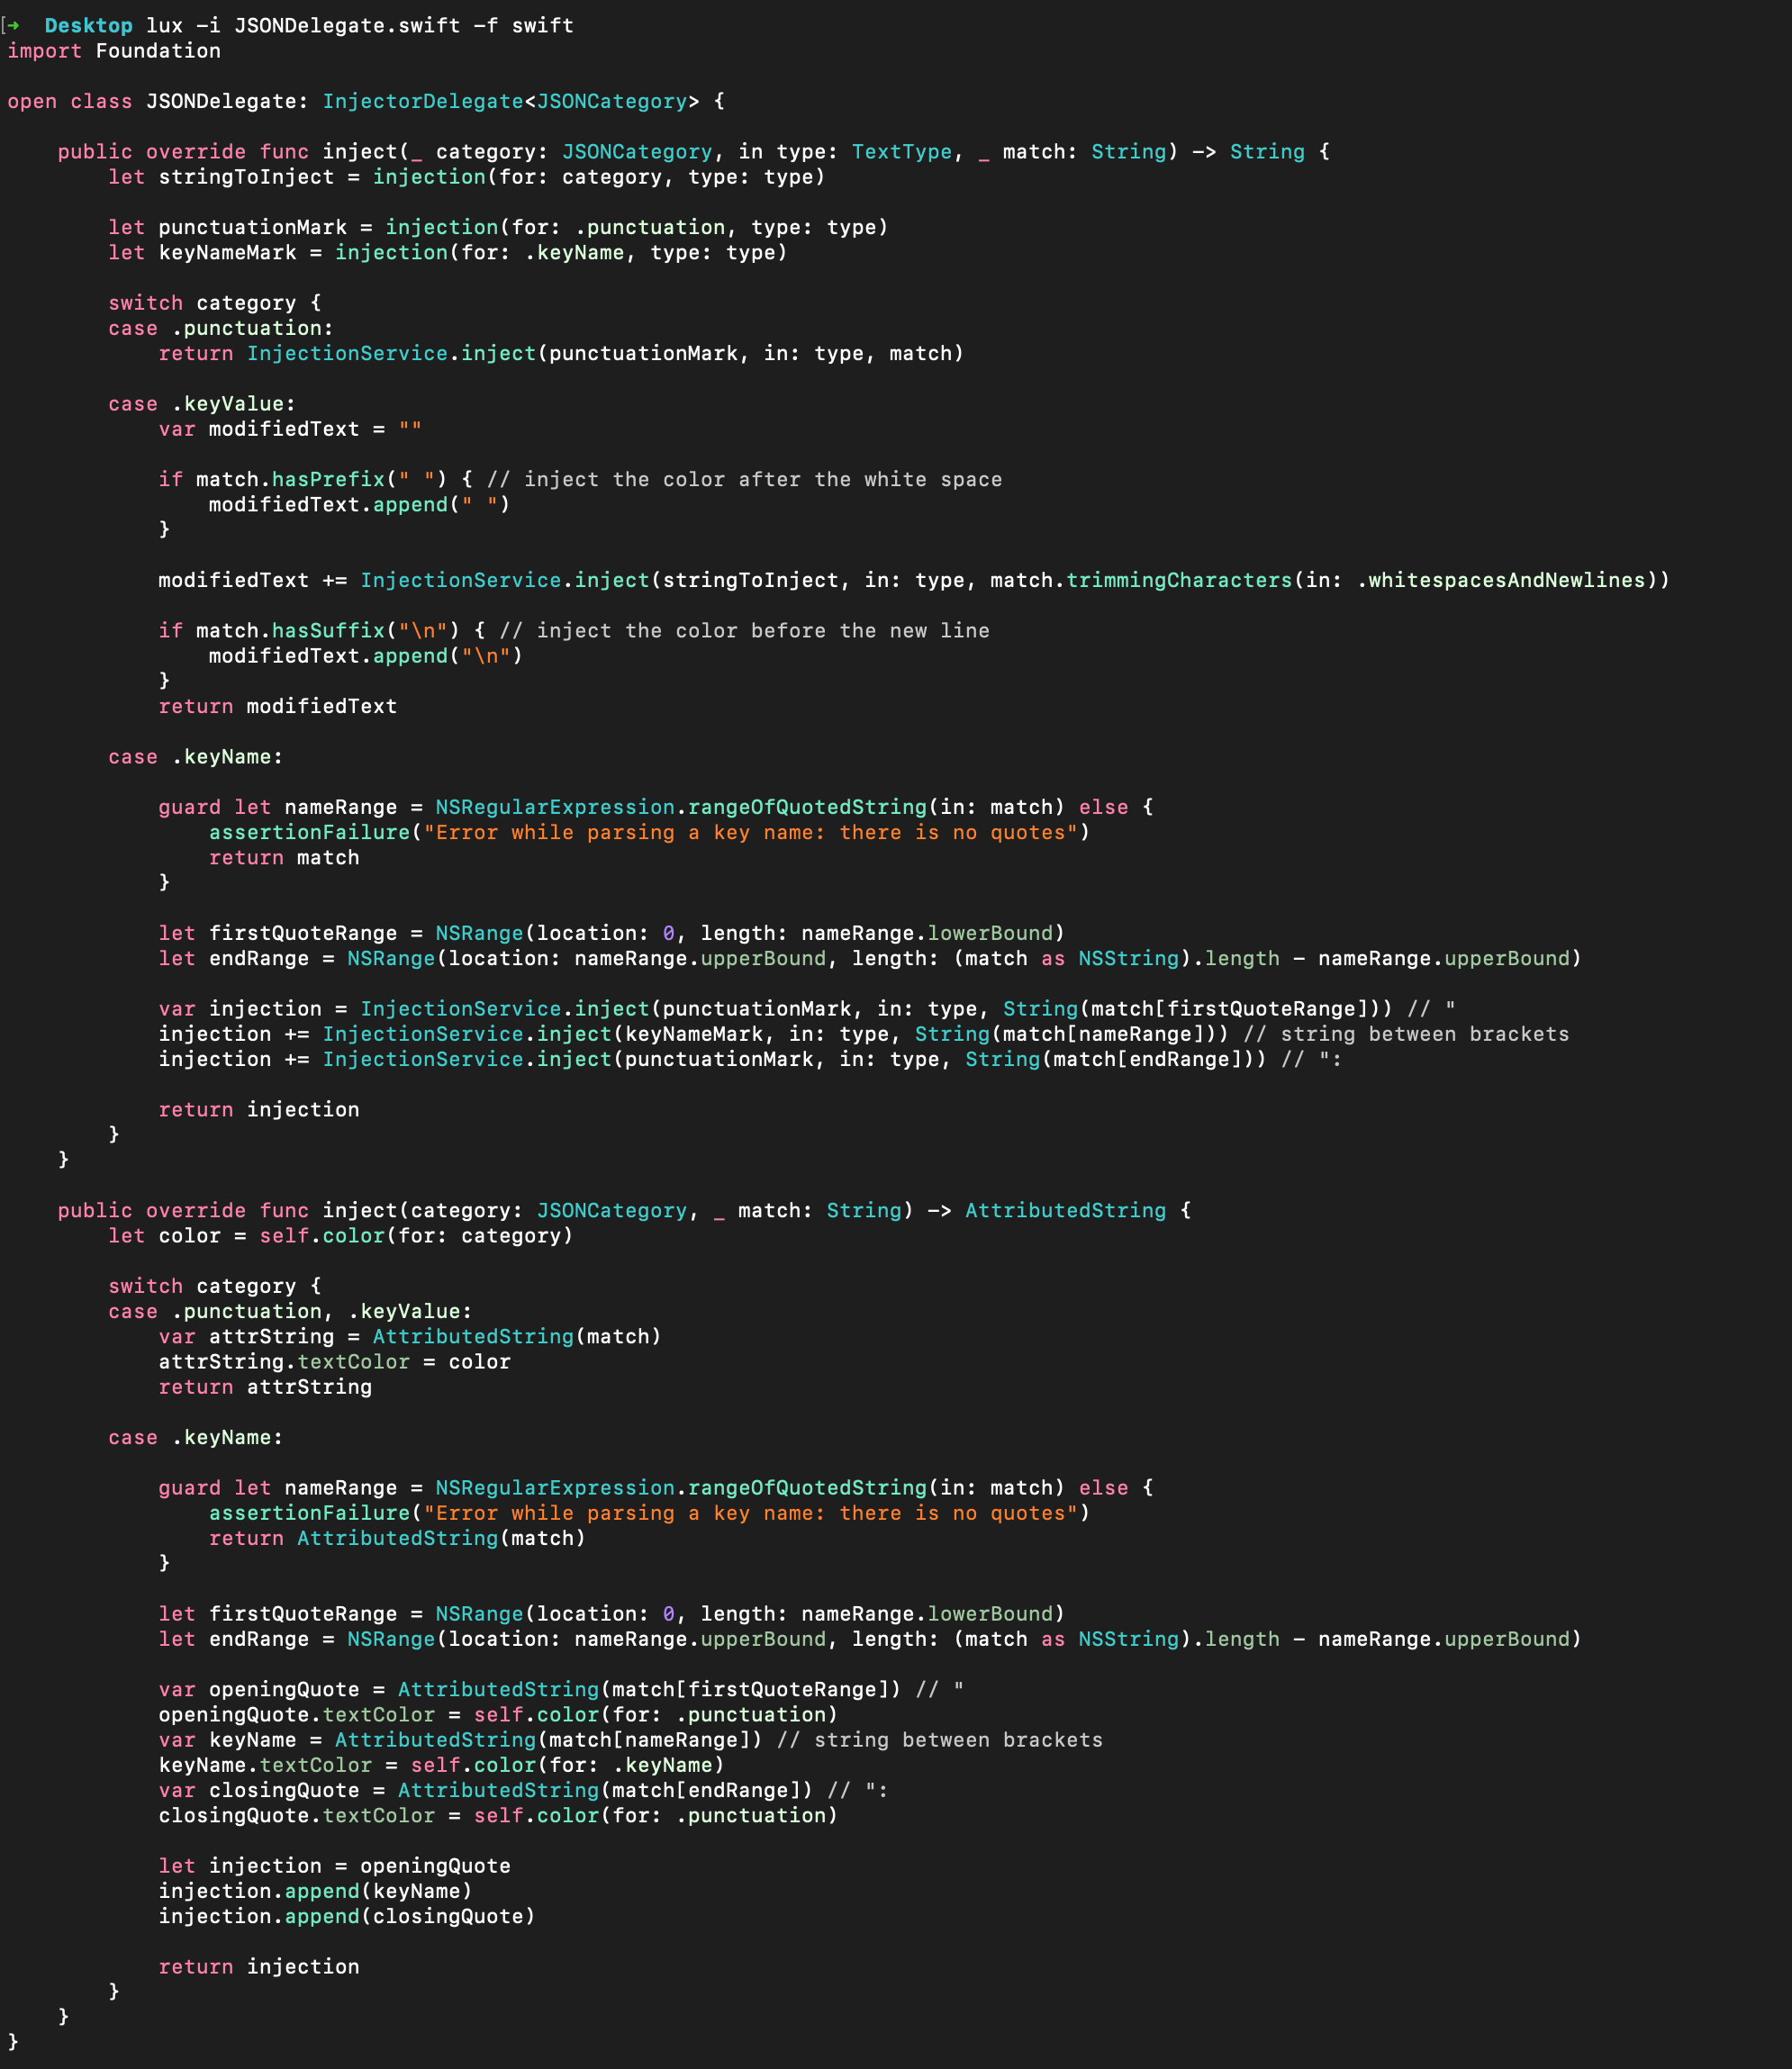 [➜  Desktop lux -i JSONDelegate.swift -f swift
import Foundation

open class JSONDelegate: InjectorDelegate<JSONCategory> {

    public override func inject(_ category: JSONCategory, in type: TextType, _ match: String) -> String {
        let stringToInject = injection(for: category, type: type)

        let punctuationMark = injection(for: .punctuation, type: type)
        let keyNameMark = injection(for: .keyName, type: type)

        switch category {
        case .punctuation:
            return InjectionService.inject(punctuationMark, in: type, match)

        case .keyValue:
            var modifiedText = ""

            if match.hasPrefix(" ") { // inject the color after the white space
                modifiedText.append(" ")
            }

            modifiedText += InjectionService.inject(stringToInject, in: type, match.trimmingCharacters(in: .whitespacesAndNewlines))

            if match.hasSuffix("\n") { // inject the color before the new line
                modifiedText.append("\n")
            }
            return modifiedText

        case .keyName:

            guard let nameRange = NSRegularExpression.rangeOfQuotedString(in: match) else {
                assertionFailure("Error while parsing a key name: there is no quotes")
                return match
            }

            let firstQuoteRange = NSRange(location: 0, length: nameRange.lowerBound)
            let endRange = NSRange(location: nameRange.upperBound, length: (match as NSString).length - nameRange.upperBound)

            var injection = InjectionService.inject(punctuationMark, in: type, String(match[firstQuoteRange])) // "
            injection += InjectionService.inject(keyNameMark, in: type, String(match[nameRange])) // string between brackets
            injection += InjectionService.inject(punctuationMark, in: type, String(match[endRange])) // ":

            return injection
        }
    }

    public override func inject(category: JSONCategory, _ match: String) -> AttributedString {
        let color = self.color(for: category)

        switch category {
        case .punctuation, .keyValue:
            var attrString = AttributedString(match)
            attrString.textColor = color
            return attrString

        case .keyName:

            guard let nameRange = NSRegularExpression.rangeOfQuotedString(in: match) else {
                assertionFailure("Error while parsing a key name: there is no quotes")
                return AttributedString(match)
            }

            let firstQuoteRange = NSRange(location: 0, length: nameRange.lowerBound)
            let endRange = NSRange(location: nameRange.upperBound, length: (match as NSString).length - nameRange.upperBound)

            var openingQuote = AttributedString(match[firstQuoteRange]) // "
            openingQuote.textColor = self.color(for: .punctuation)
            var keyName = AttributedString(match[nameRange]) // string between brackets
            keyName.textColor = self.color(for: .keyName)
            var closingQuote = AttributedString(match[endRange]) // ":
            closingQuote.textColor = self.color(for: .punctuation)

            let injection = openingQuote
            injection.append(keyName)
            injection.append(closingQuote)

            return injection
        }
    }
}